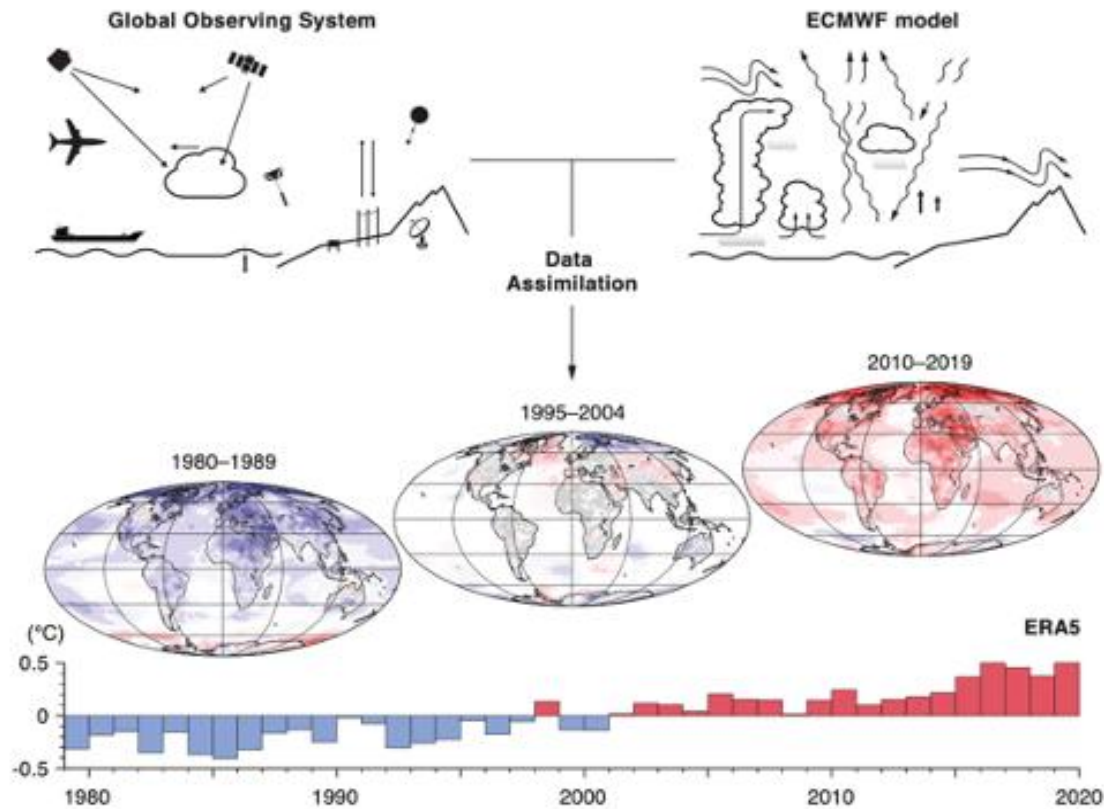 Global Observing System
ECMWF model
Data
Assimilation
2010–2019
1995–2004
1980–1989
(°C)
ERA5
0.5
0
-0.5
1980
1990
2000
2010
2020